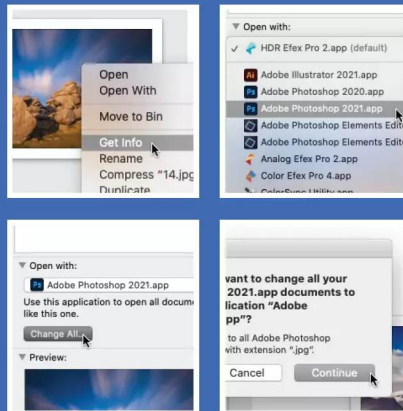 Open
Open With
Move to Bin
Get Info
Rename
Compress "14.jpg
Duplicate
Open with:
HDR Efex Pro 2.app (default)
Adobe Illustrator 2021.app
Adobe Photoshop 2020.app
Adobe Photoshop 2021.app
Adobe Photoshop Elements Edit
Adobe Photoshop Elements Edit
Analog Efex Pro 2.app
Color Efex Pro 4.app
ColorSync Utility.app
Open with:
Adobe Photoshop 2021.app
Use this application to open all docume
like this one.
Change All...
Preview:
want to change all your
2021.app documents to
lication "Adobe
pp"?
to all Adobe Photoshop
with extension ".jpg".
Cancel
Continue